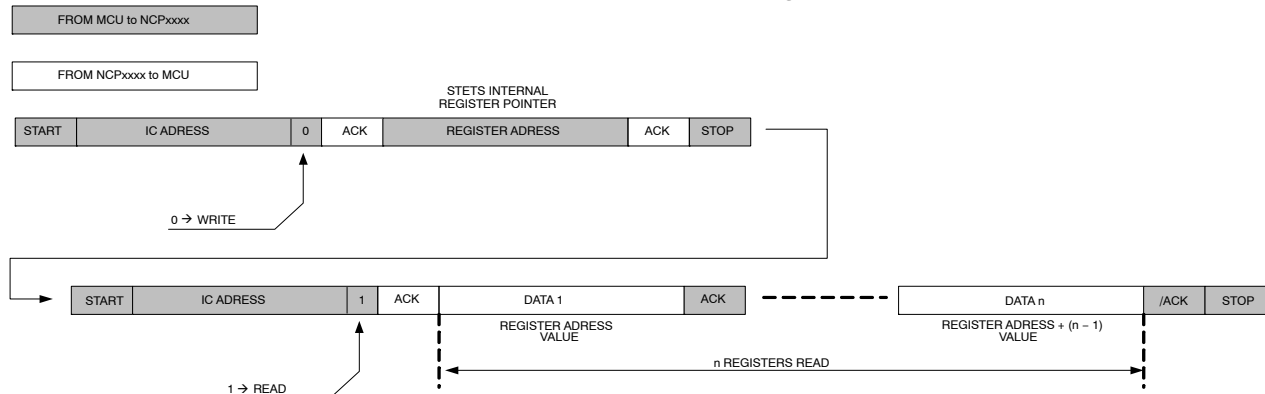 FROM MCU to NCPxxxx
FROM NCPxxxx to MCU
STETS INTERNAL
REGISTER POINTER
START IC ADRESS 0 ACK REGISTER ADRESS ACK STOP
0 → WRITE
START IC ADRESS 1 ACK DATA 1 ACK DATA n /ACK STOP
REGISTER ADRESS REGISTER ADRESS + (n − 1)
VALUE VALUE
n REGISTERS READ
1 → READ